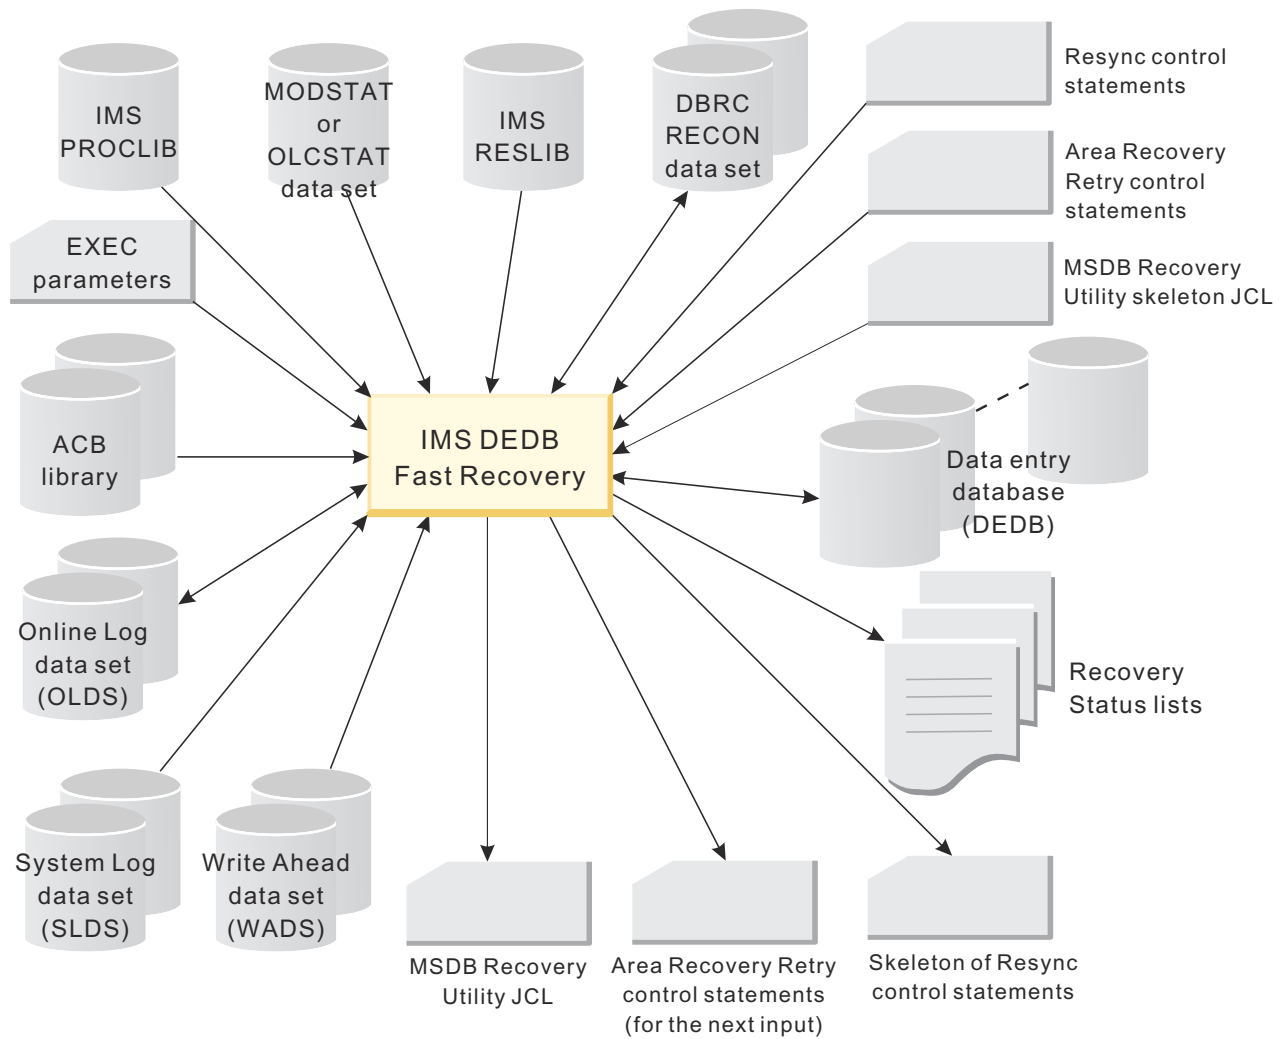 IMS
PROCLIB
MODSTAT
or
OLCSTAT
data set
IMS
RESLIB
DBRC
RECON
data set
Resync control
statements
Area Recovery
Retry control
statements
MSDB Recovery
Utility skeleton JCL
EXEC
parameters
ACB
library
IMS DEDB
Fast Recovery
Data entry
database
(DEDB)
Online Log
data set
(OLDS)
Recovery
Status lists
System Log
data set
(SLDS)
Write Ahead
data set
(WADS)
MSDB Recovery
Utility JCL
Area Recovery Retry
control statements
(for the next input)
Skeleton of Resync
control statements